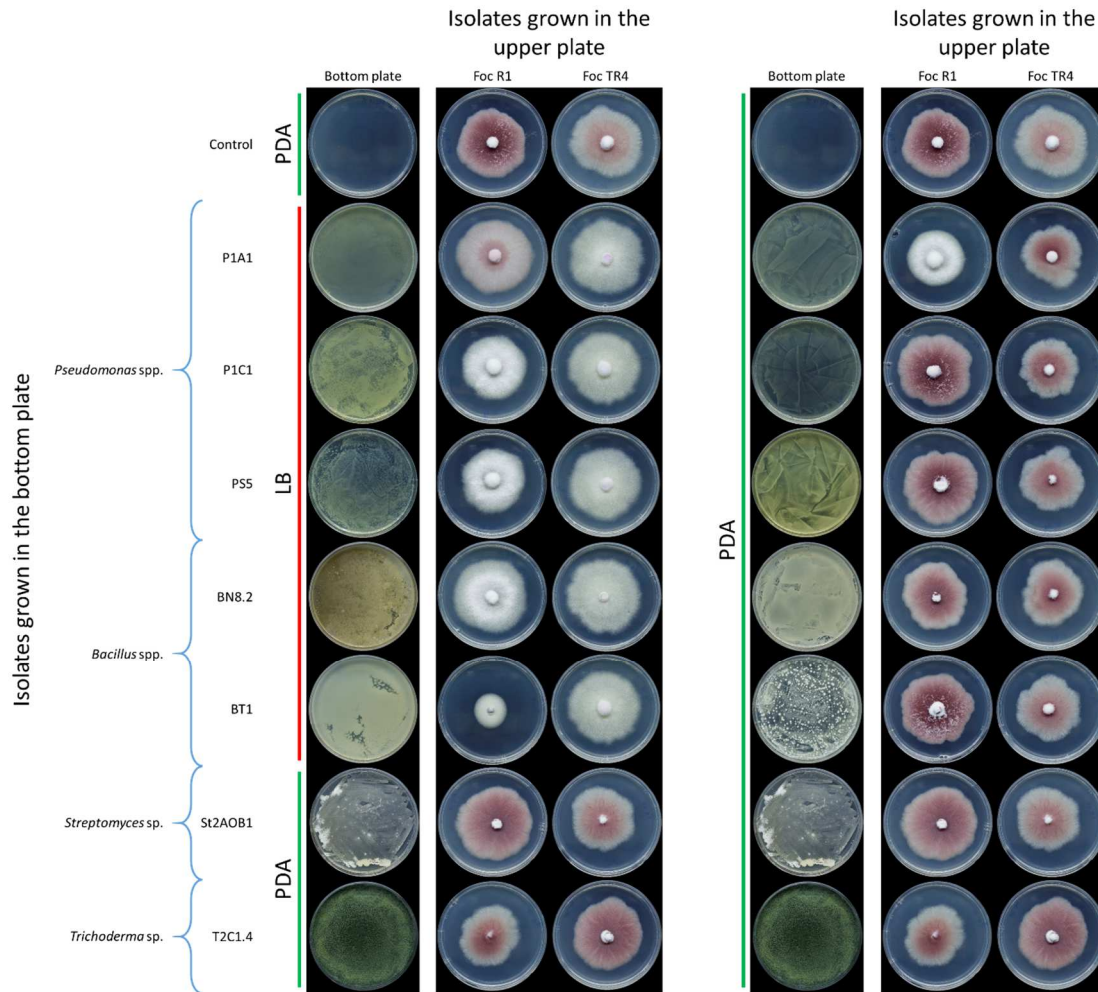 Isolates grown in the
upper plate
Isolates grown in the
upper plate
Bottom plate
Foc R1
Foc TR4
Bottom plate
Foc R1
Foc TR4
Isolates grown in the bottom plate
Control
PDA
Pseudomonas spp.
P1A1
P1C1
PS5
LB
Bacillus spp.
BN8.2
BT1
Streptomyces sp.
St2AOB1
Trichoderma sp.
T2C1.4
PDA
PDA